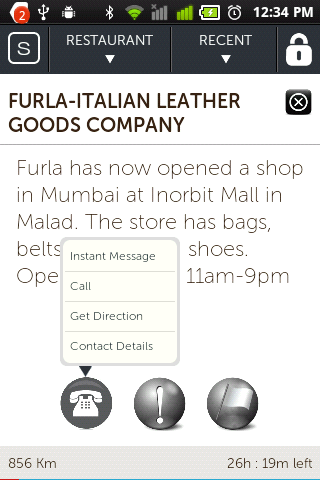 2
12:34 PM
S
RESTAURANT
RECENT
FURLA-ITALIAN LEATHER
GOODS COMPANY
Furla has now opened a shop
in Mumbai at Inorbit Mall in
Malad. The store has bags,
belts shoes.
Ope 11am-9pm
Instant Message
Call
Get Direction
Contact Details
856 Km
26h : 19m left